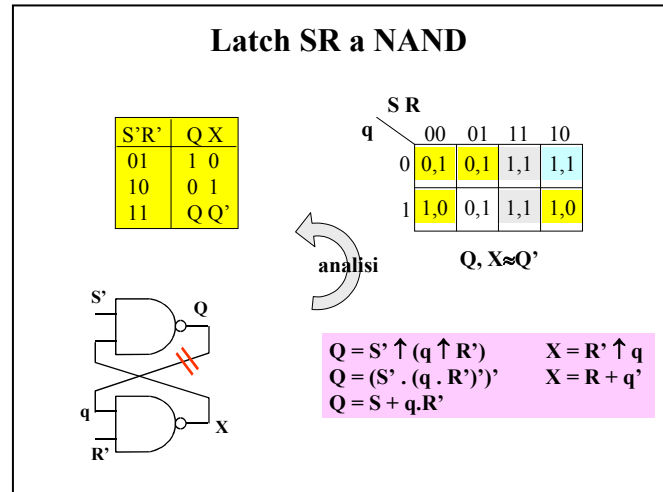 Latch SR a NAND
S'R' Q X
01 1 0
10 0 1
11 Q Q'
S R
q
00 01 11 10
0 0,1 0,1 1,1 1,1
1 1,0 0,1 1,1 1,0
Q, X≈Q'
analisi
S'
Q
q
X
R'
Q = S' ↑ (q ↑ R') X = R' ↑ q
Q = (S' . (q . R')')' X = R + q'
Q = S + q.R'